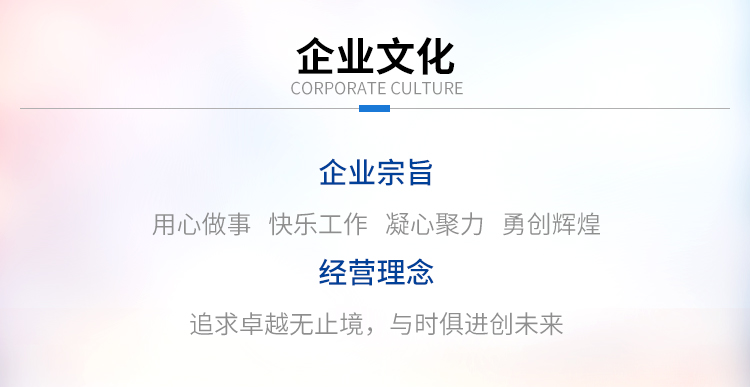 企业文化
CORPORATE CULTURE
企业宗旨
用心做事 快乐工作 凝心聚力 勇创辉煌
经营理念
追求卓越无止境，与时俱进创未来